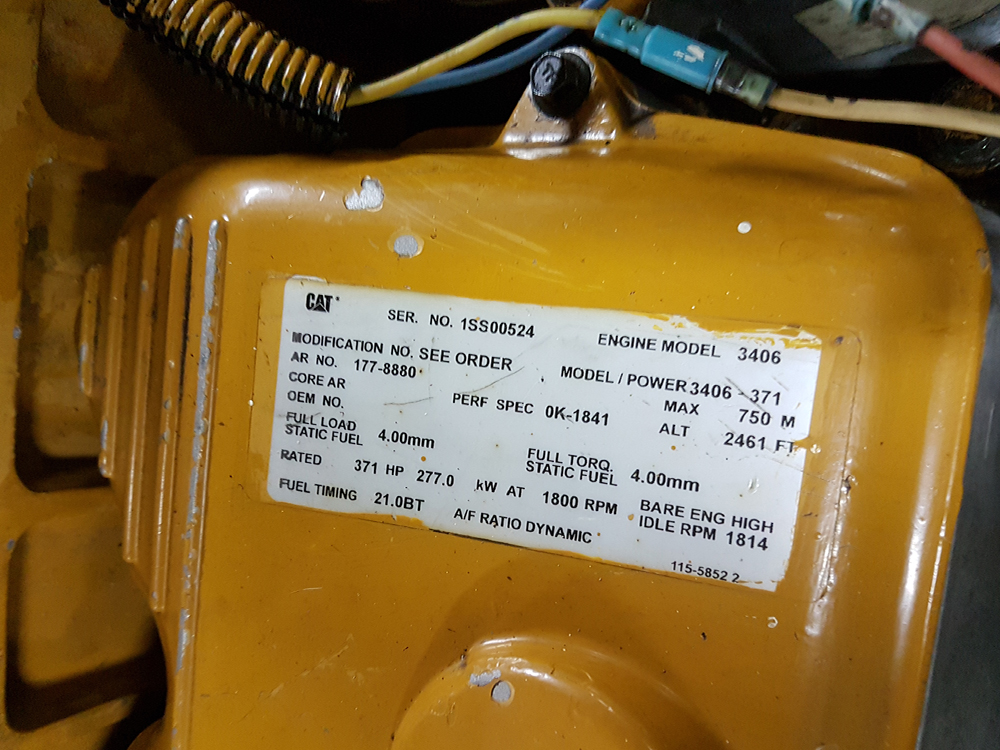 CAT
SER. NO. 1SS00524
ENGINE MODEL 3406
MODIFICATION NO. SEE ORDER
MODEL / POWER 3406 - 371
AR NO. 177-8880
MAX 750 M
CORE AR
PERF SPEC 0K-1841
ALT 2461 FT
OEM NO.
FULL LOAD
STATIC FUEL 4.00mm
FULL TORQ.
STATIC FUEL 4.00mm
RATED 371 HP 277.0 kW AT 1800 RPM
BARE ENG HIGH
IDLE RPM 1814
FUEL TIMING 21.0BT
A/F RATIO DYNAMIC
115-5852 2